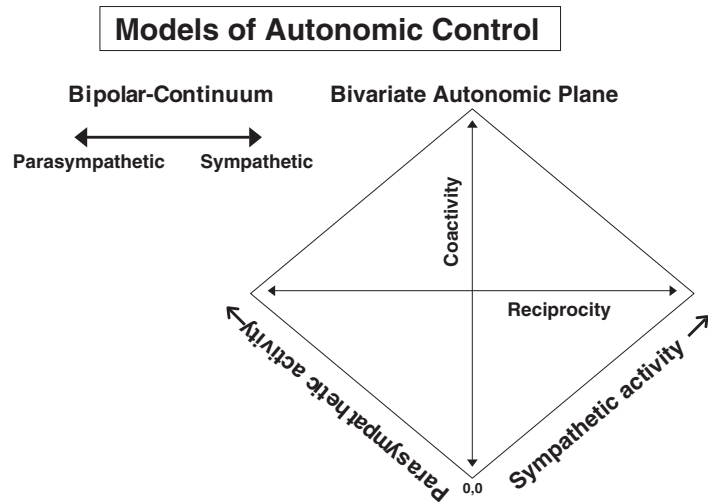 Models of Autonomic Control
Bipolar-Continuum
Bivariate Autonomic Plane
Parasympathetic
Sympathetic
Coactivity
Reciprocity
Parasympathetic activity
Sympathetic activity
0,0